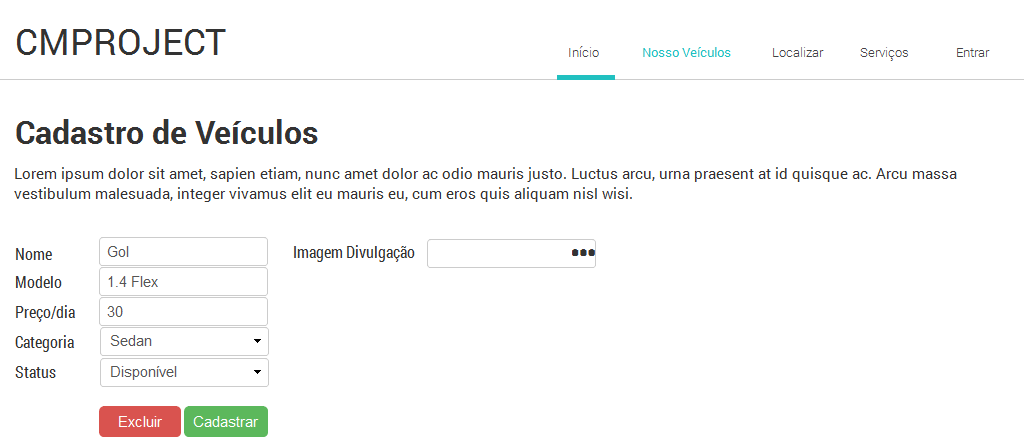 CMPROJECT
Início Nosso Veículos Localizar Serviços Entrar
Cadastro de Veículos
Lorem ipsum dolor sit amet, sapien etiam, nunc amet dolor ac odio mauris justo. Luctus arcu, urna praesent at id quisque ac. Arcu massa
vestibulum malesuada, integer vivamus elit eu mauris eu, cum eros quis aliquam nisl wisi.
Nome Gol Imagem Divulgação
Modelo 1.4 Flex
Preço/dia 30
Categoria Sedan
Status Disponível
Excluir Cadastrar